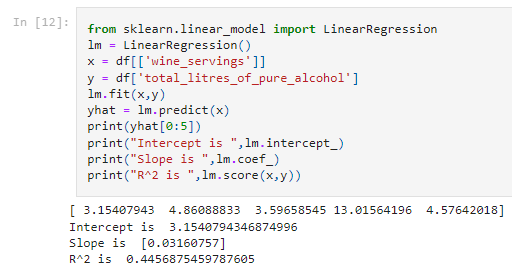 In [12]:
from sklearn.linear_model import LinearRegression
lm = LinearRegression()
x = df[['wine_servings']]
y = df['total_litres_of_pure_alcohol']
lm.fit(x,y)
yhat = lm.predict(x)
print(yhat[0:5])
print("Intercept is ",lm.intercept_)
print("Slope is ",lm.coef_)
print("R^2 is ",lm.score(x,y))
[ 3.15407943  4.86088833  3.59658545 13.01564196  4.57642018]
Intercept is  3.1540794346874996
Slope is  [0.03160757]
R^2 is  0.4456875459787605